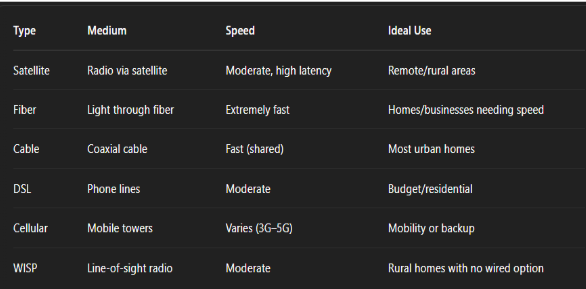 Type Medium Speed Ideal Use
Satellite Radio via satellite Moderate, high latency Remote/rural areas
Fiber Light through fiber Extremely fast Homes/businesses needing speed
Cable Coaxial cable Fast (shared) Most urban homes
DSL Phone lines Moderate Budget/residential
Cellular Mobile towers Varies (3G–5G) Mobility or backup
WISP Line-of-sight radio Moderate Rural homes with no wired option